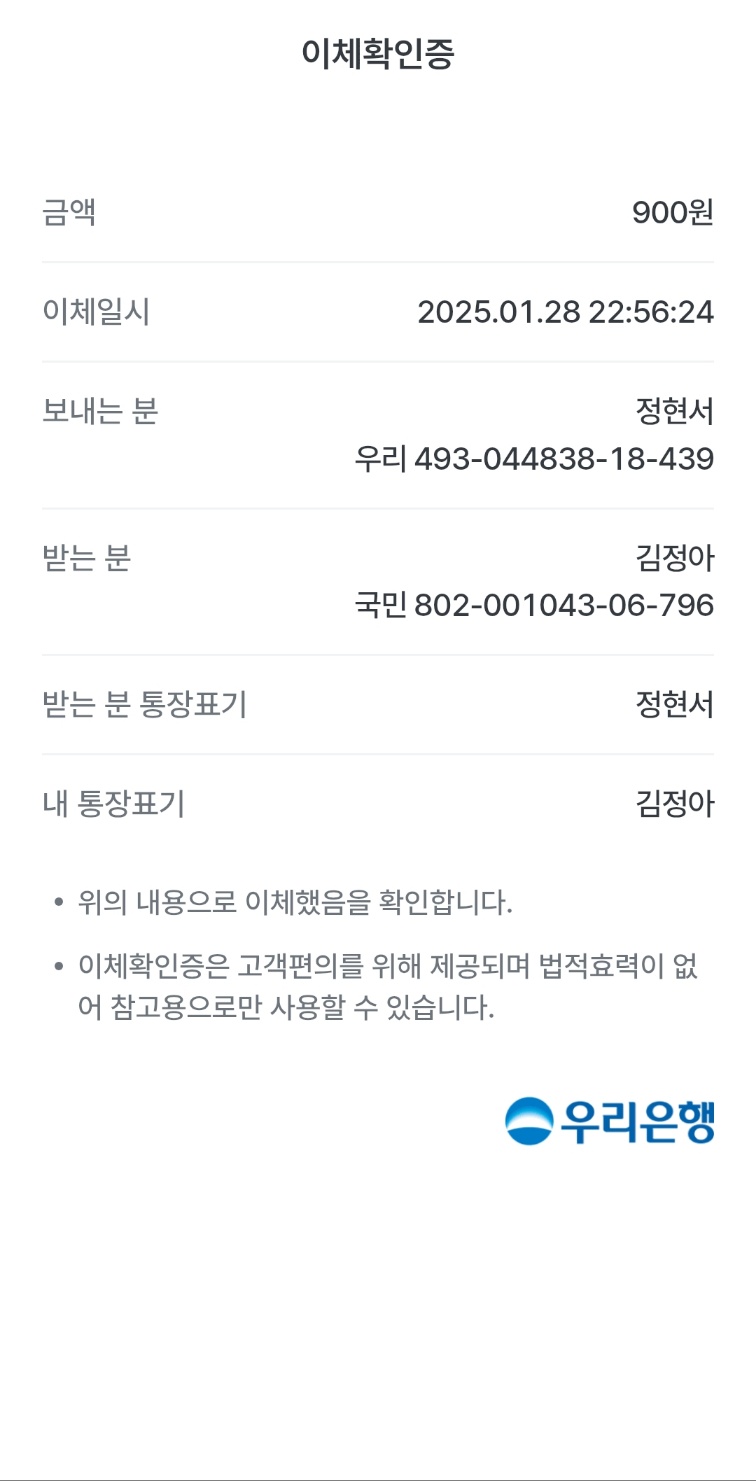 이체확인증
금액 900원
이체일시 2025.01.28 22:56:24
보내는 분 정현서
우리 493-044838-18-439
받는 분 김정아
국민 802-001043-06-796
받는 분 통장표기 정현서
내 통장표기 김정아
• 위의 내용으로 이체했음을 확인합니다.
• 이체확인증은 고객편의를 위해 제공되며 법적효력이 없
어 참고용으로만 사용할 수 있습니다.
우리은행